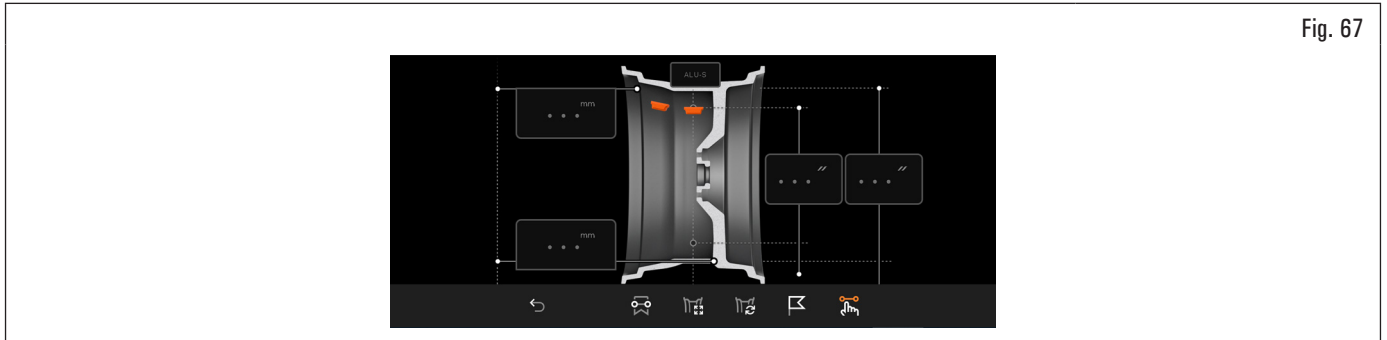 Fig. 67
ALU-S
mm
. . .
. . . ″
. . . ″
mm
. . .